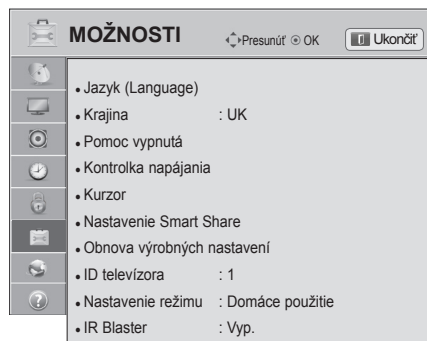 MOŽNOSTI Presunúť OK Ukončiť
• Jazyk (Language)
• Krajina : UK
• Pomoc vypnutá
• Kontrolka napájania
• Kurzor
• Nastavenie Smart Share
• Obnova výrobných nastavení
• ID televízora : 1
• Nastavenie režimu : Domáce použitie
• IR Blaster : Vyp.